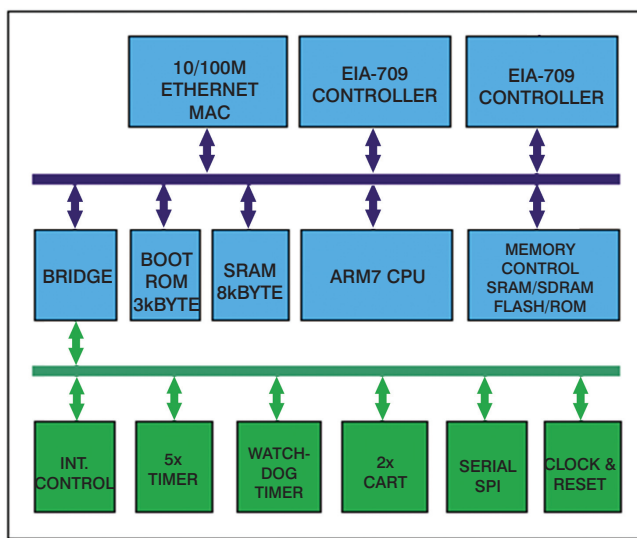 10/100M
ETHERNET
MAC
EIA-709
CONTROLLER
EIA-709
CONTROLLER
BRIDGE
BOOT
ROM
3kBYTE
SRAM
8kBYTE
ARM7 CPU
MEMORY
CONTROL
SRAM/SDRAM
FLASH/ROM
INT.
CONTROL
5x
TIMER
WATCH-
DOG
TIMER
2x
CART
SERIAL
SPI
CLOCK &
RESET